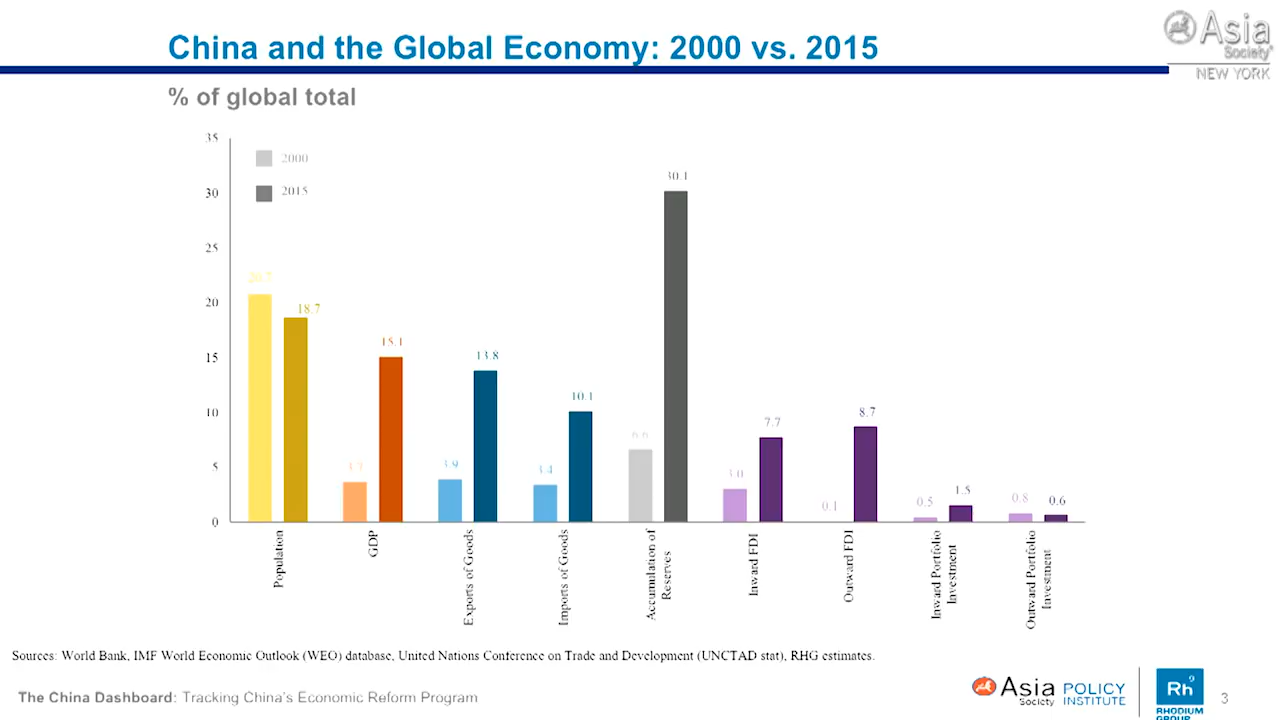 China and the Global Economy: 2000 vs. 2015
Asia
Society
NEW YORK
% of global total
35
30
25
20
15
10
5
0
2000
2015
20.7
18.7
3.7
15.1
3.9
13.8
3.4
10.1
6.6
30.1
3.0
7.7
0.1
8.7
0.5
1.5
0.8
0.6
Population
GDP
Exports of Goods
Imports of Goods
Accumulation of
Reserves
Inward FDI
Outward FDI
Inward Portfolio
Investment
Outward Portfolio
Investment
Sources: World Bank, IMF World Economic Outlook (WEO) database, United Nations Conference on Trade and Development (UNCTAD stat), RHG estimates.
The China Dashboard: Tracking China's Economic Reform Program
Asia
Society
POLICY
INSTITUTE
Rh
9
RHODIUM
GROUP
3